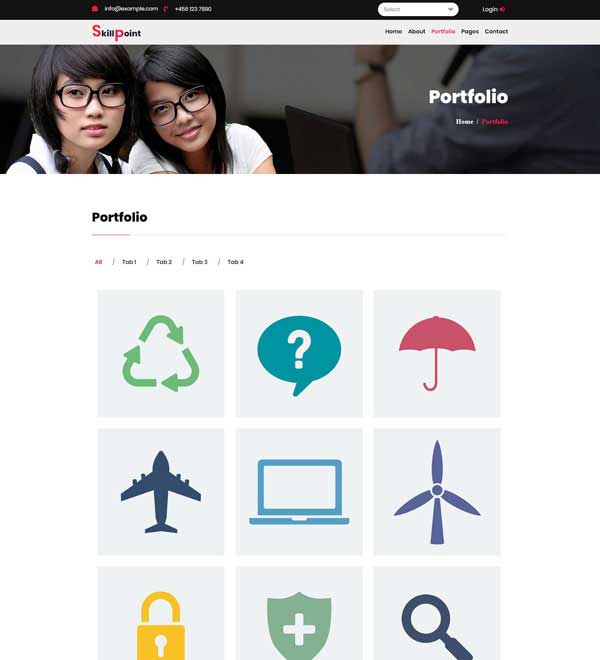 info@example.com +456 123 7890 Select Login
SkillPoint Home About Portfolio Pages Contact
Portfolio
Home / Portfolio
Portfolio
All / Tab 1 / Tab 2 / Tab 3 / Tab 4
?